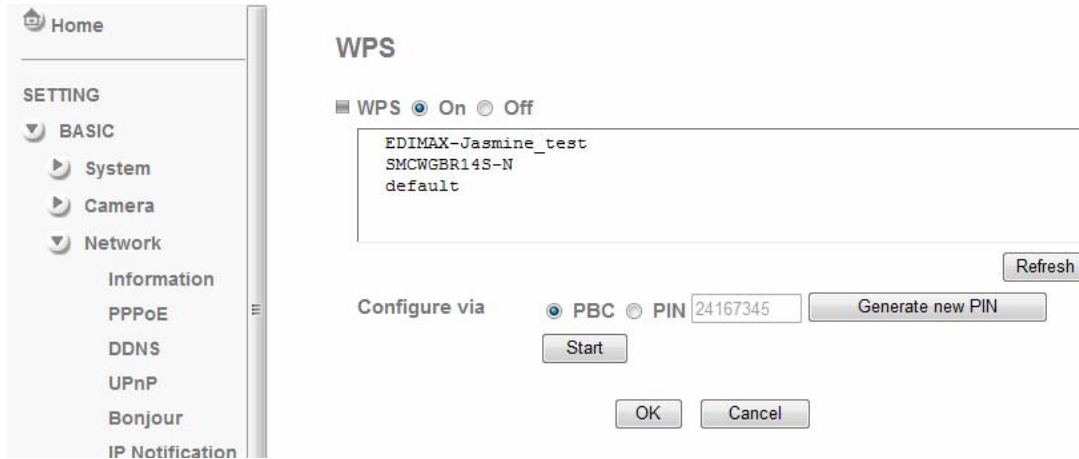 Home
SETTING
BASIC
System
Camera
Network
Information
PPPoE
DDNS
UPnP
Bonjour
IP Notification
WPS
WPS On Off
EDIMAX-Jasmine_test
SMCWGBR14S-N
default
Refresh
Configure via PBC PIN 24167345 Generate new PIN
Start
OK Cancel